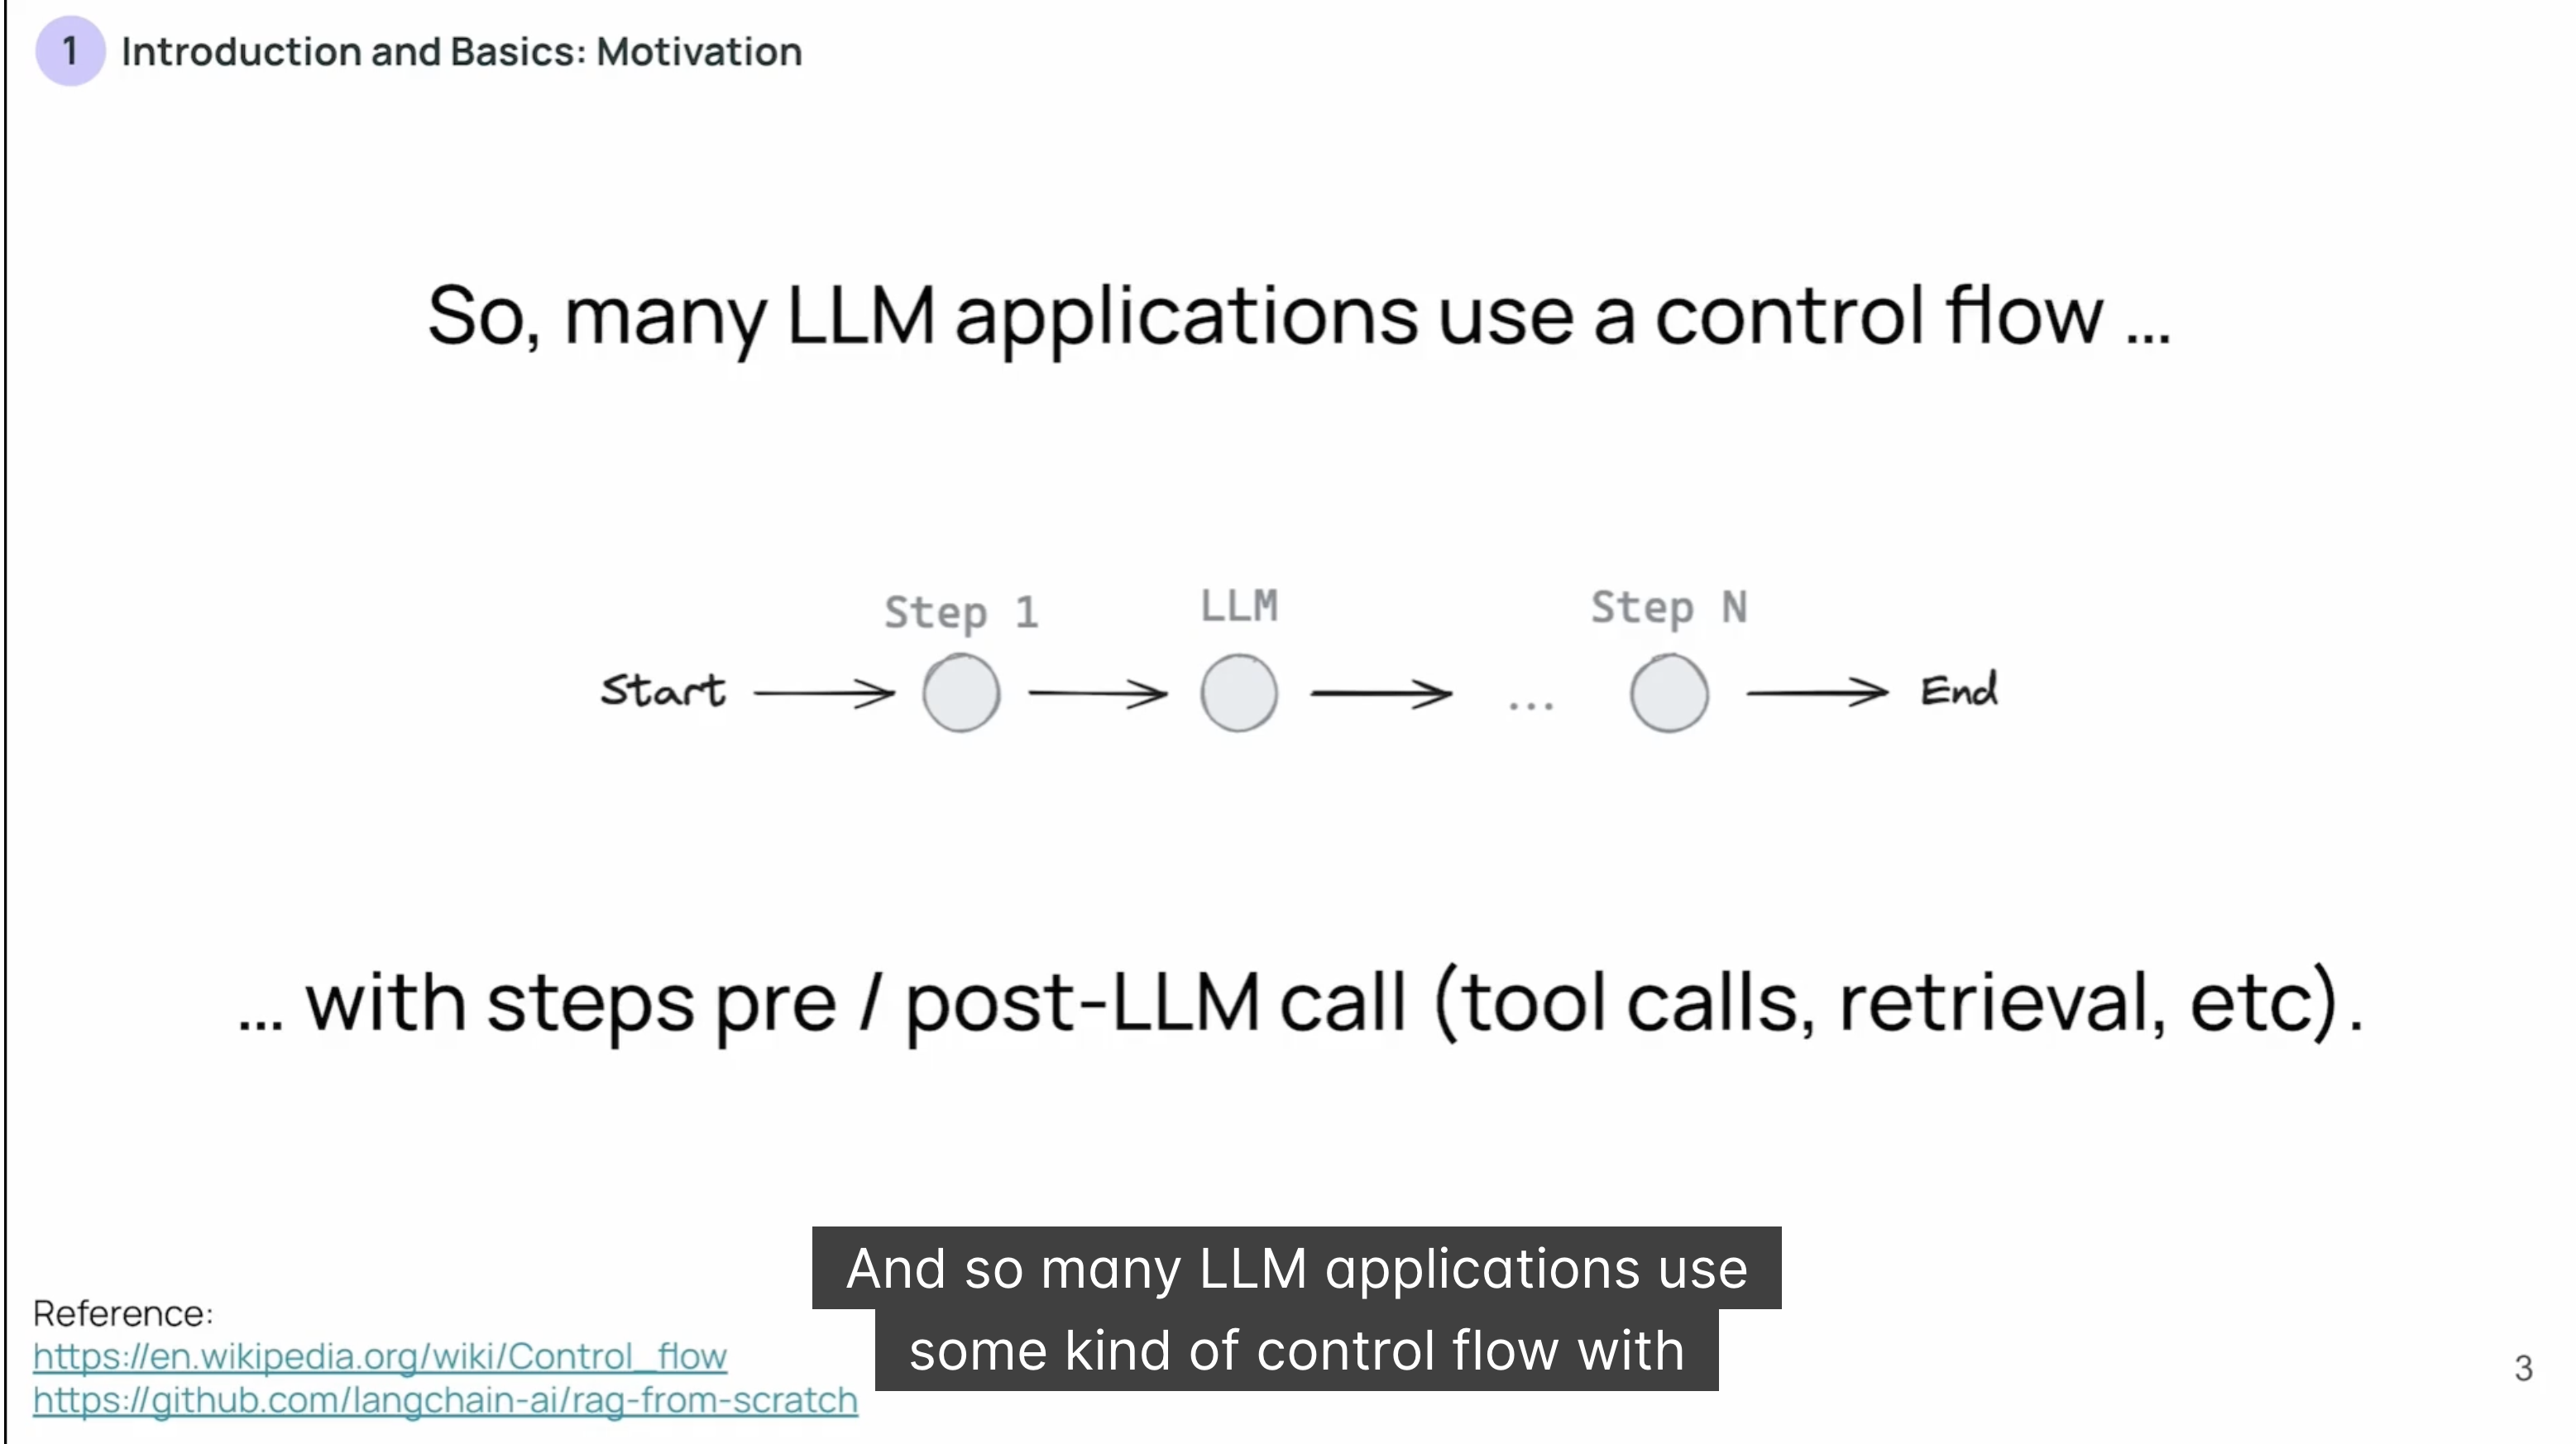 1 Introduction and Basics: Motivation
So, many LLM applications use a control flow ...
Step 1 LLM Step N
Start ... End
... with steps pre / post-LLM call (tool calls, retrieval, etc).
And so many LLM applications use
some kind of control flow with
Reference:
https://en.wikipedia.org/wiki/Control_flow
https://github.com/langchain-ai/rag-from-scratch
3